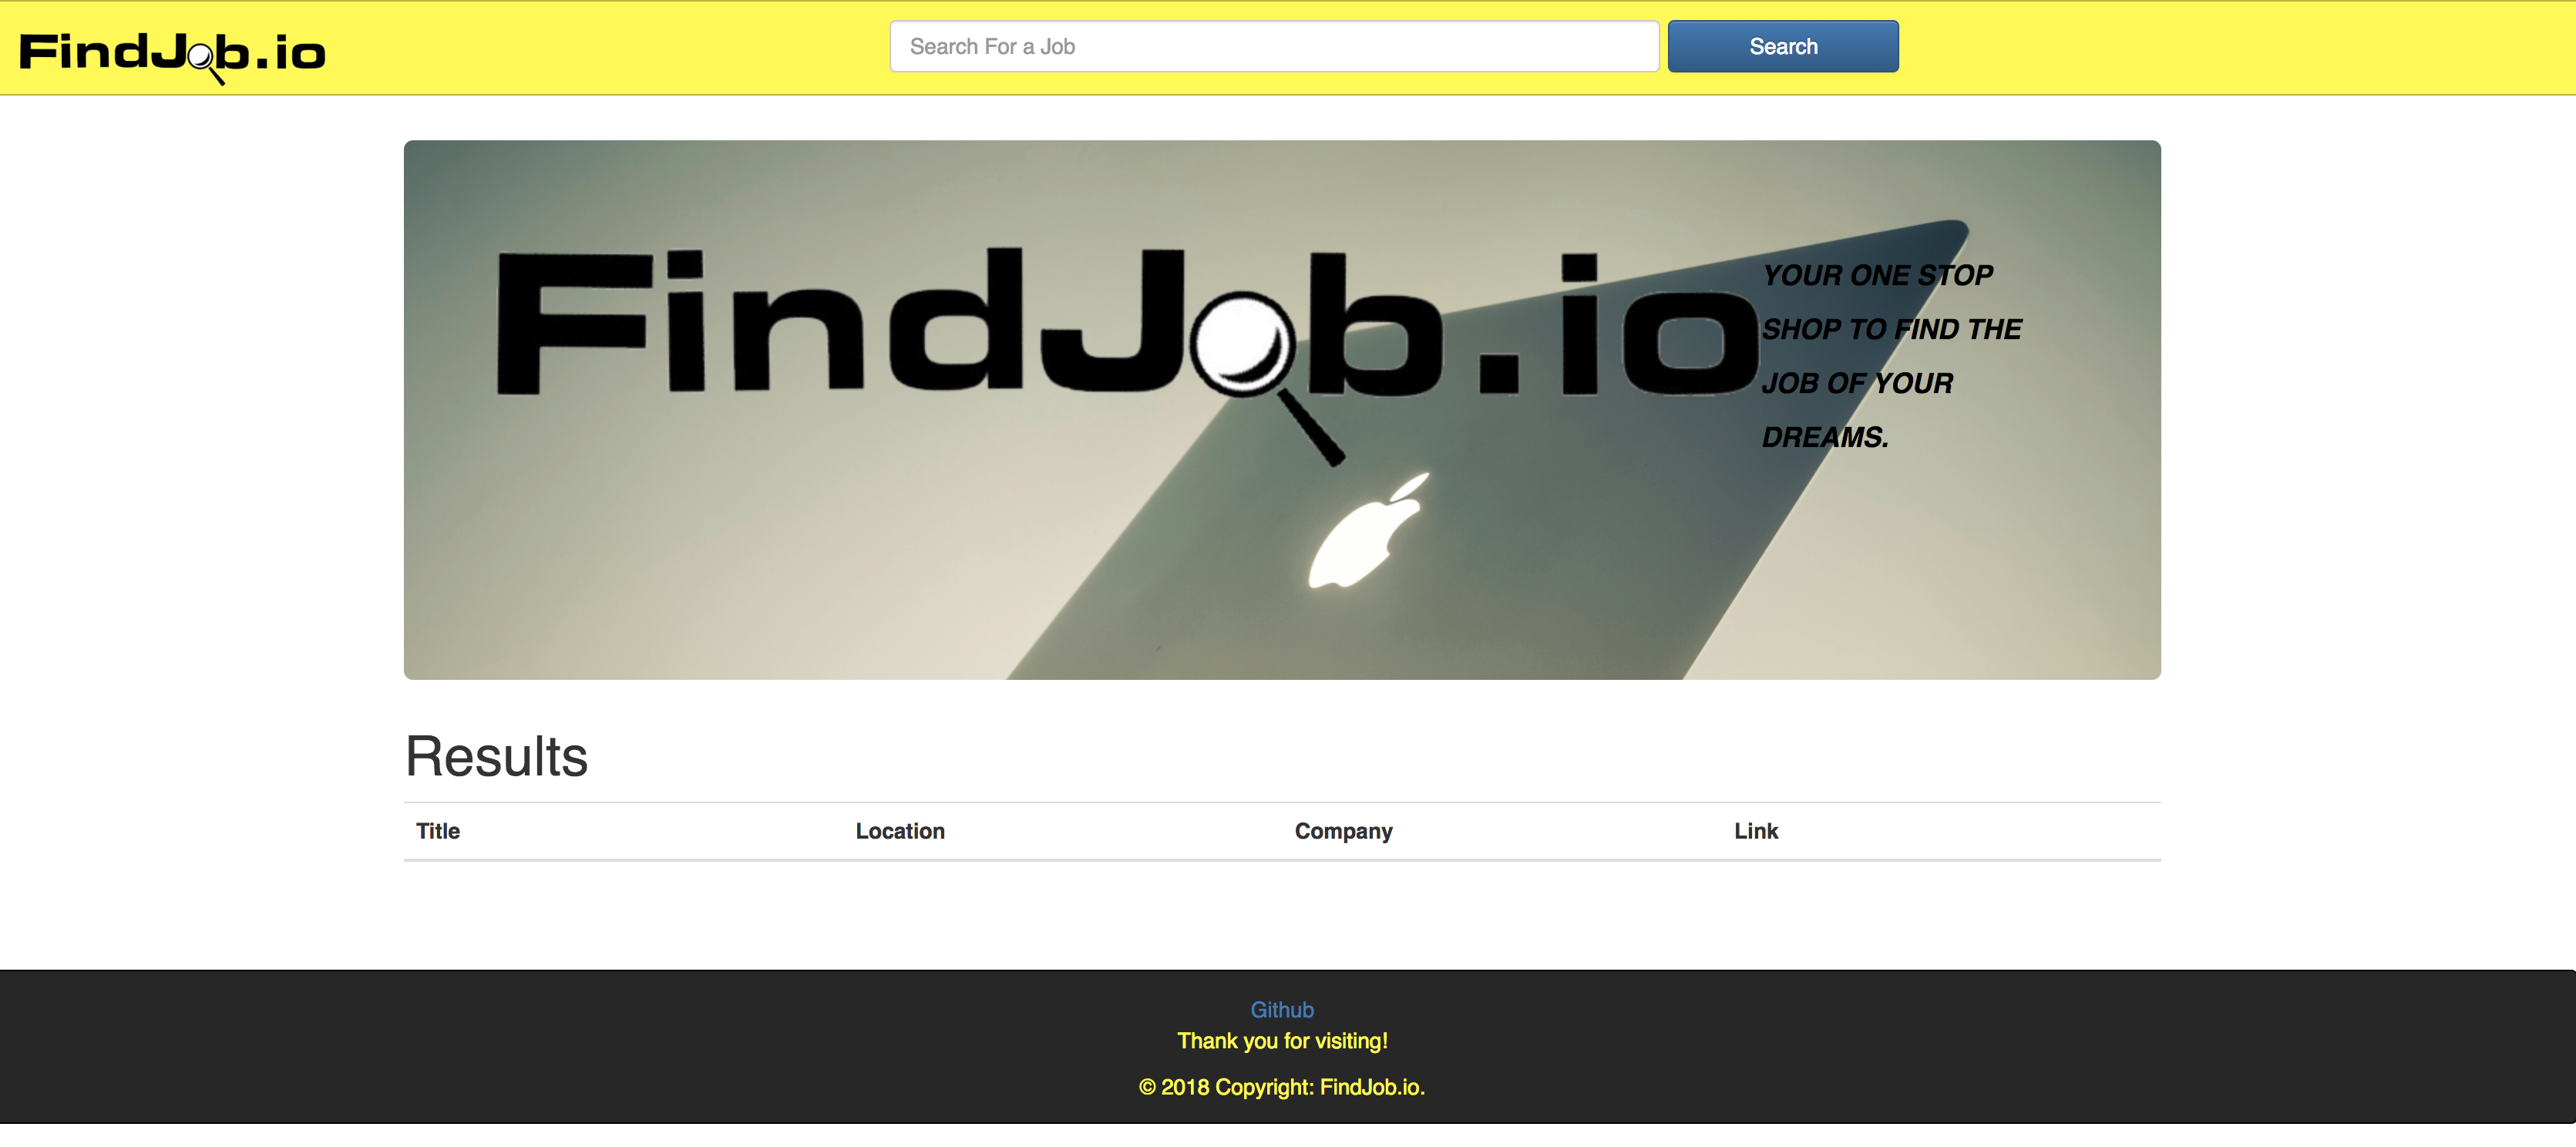 FindJob.io
Search For a Job
Search
FindJob.io
YOUR ONE STOP
SHOP TO FIND THE
JOB OF YOUR
DREAMS.
Results
Title Location Company Link
Github
Thank you for visiting!
© 2018 Copyright: FindJob.io.